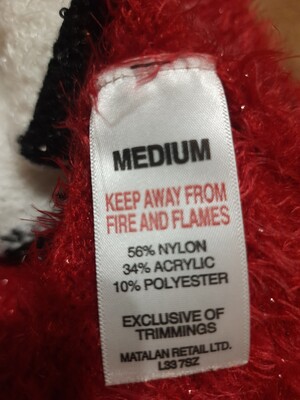 MEDIUM
KEEP AWAY FROM
FIRE AND FLAMES
56% NYLON
34% ACRYLIC
10% POLYESTER
EXCLUSIVE OF
TRIMMINGS
MATALAN RETAIL LTD.
L33 7SZ